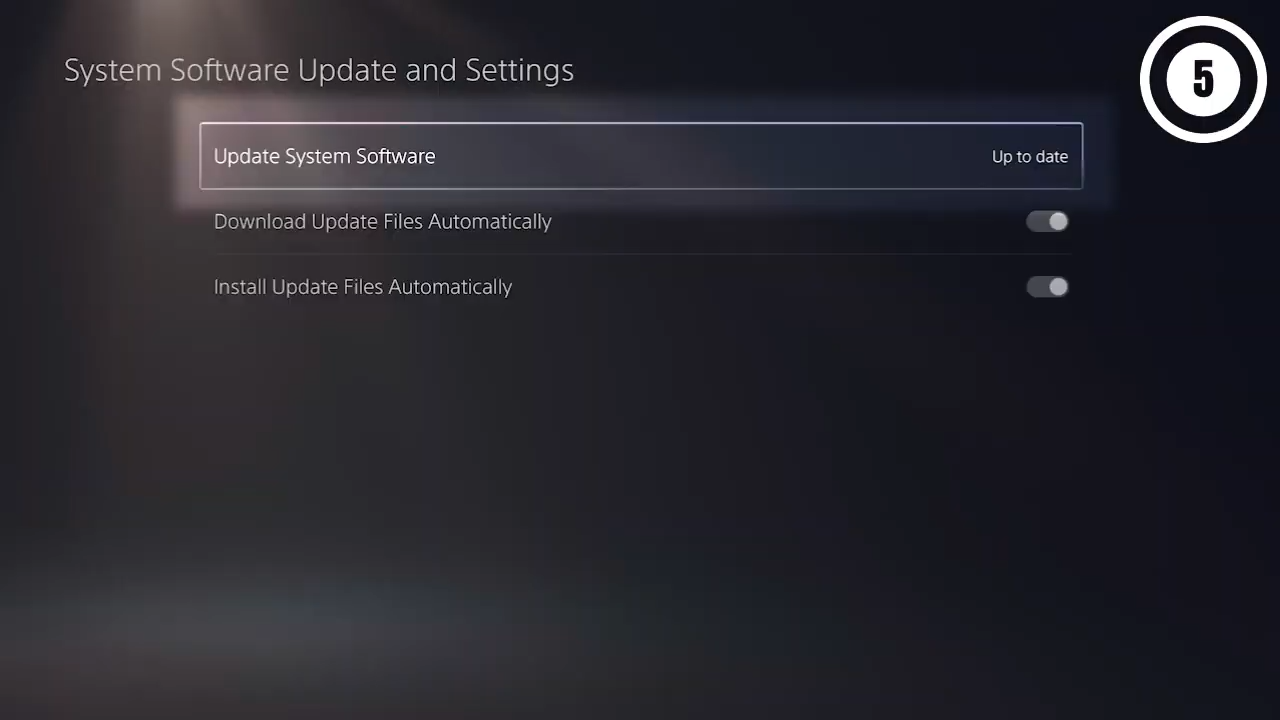 System Software Update and Settings
5
Update System Software Up to date
Download Update Files Automatically
Install Update Files Automatically